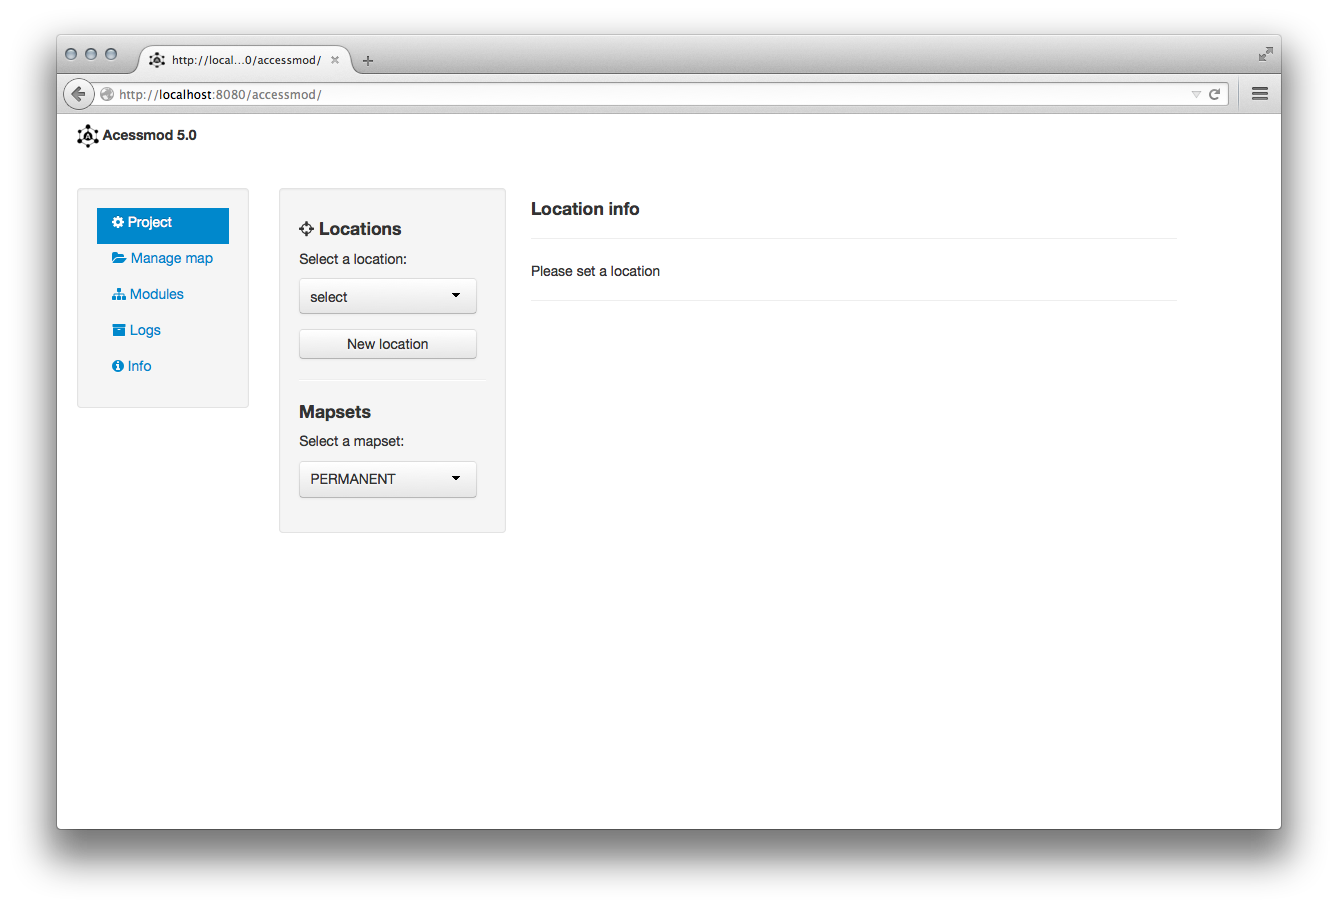 http://local...0/accessmod/
http://localhost:8080/accessmod/
Acessmod 5.0
Project
Manage map
Modules
Logs
Info
Locations
Select a location:
select
New location
Mapsets
Select a mapset:
PERMANENT
Location info
Please set a location